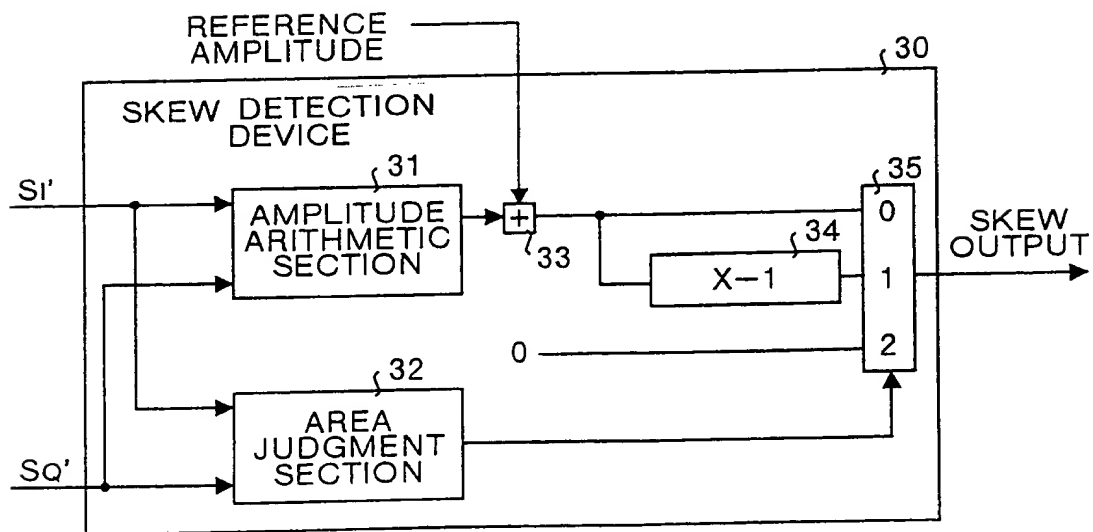 REFERENCE
AMPLITUDE
30
SKEW DETECTION
DEVICE
SI'
31
AMPLITUDE
ARITHMETIC
SECTION
+
33
34
X-1
35
0
1
2
SKEW
OUTPUT
0
32
AREA
JUDGMENT
SECTION
SQ'